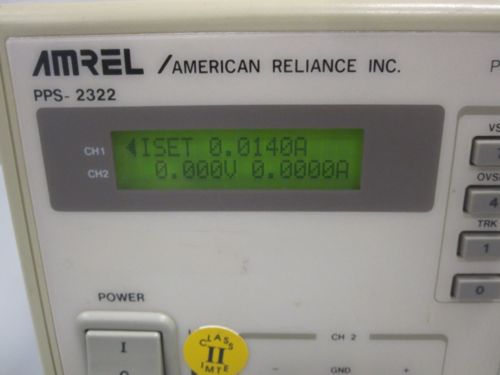 AMREL /AMERICAN RELIANCE INC.
P
PPS-2322
VS
CH1 ◀ISET 0.0140A
CH2 0.000V 0.0000A
OVS
4
TRK
1
0
POWER
I
CLASS
II
CH 2
- GND +